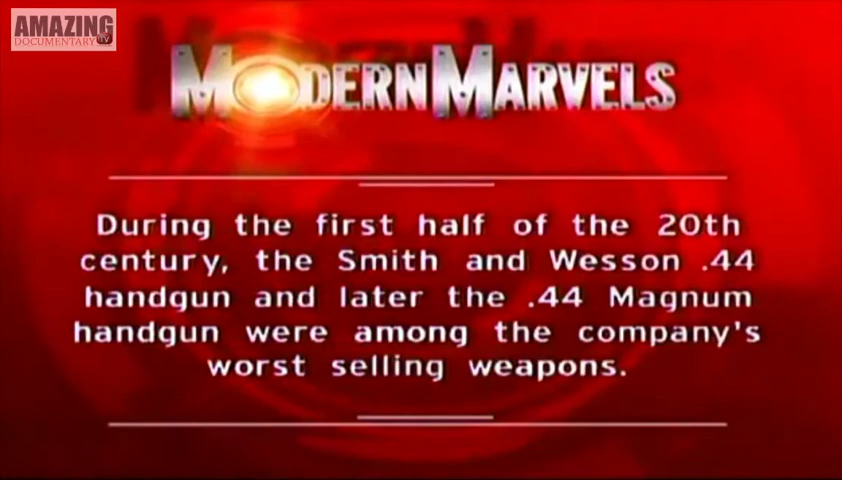 AMAZING
DOCUMENTARY TV
MODERN MARVELS
During the first half of the 20th
century, the Smith and Wesson .44
handgun and later the .44 Magnum
handgun were among the company's
worst selling weapons.